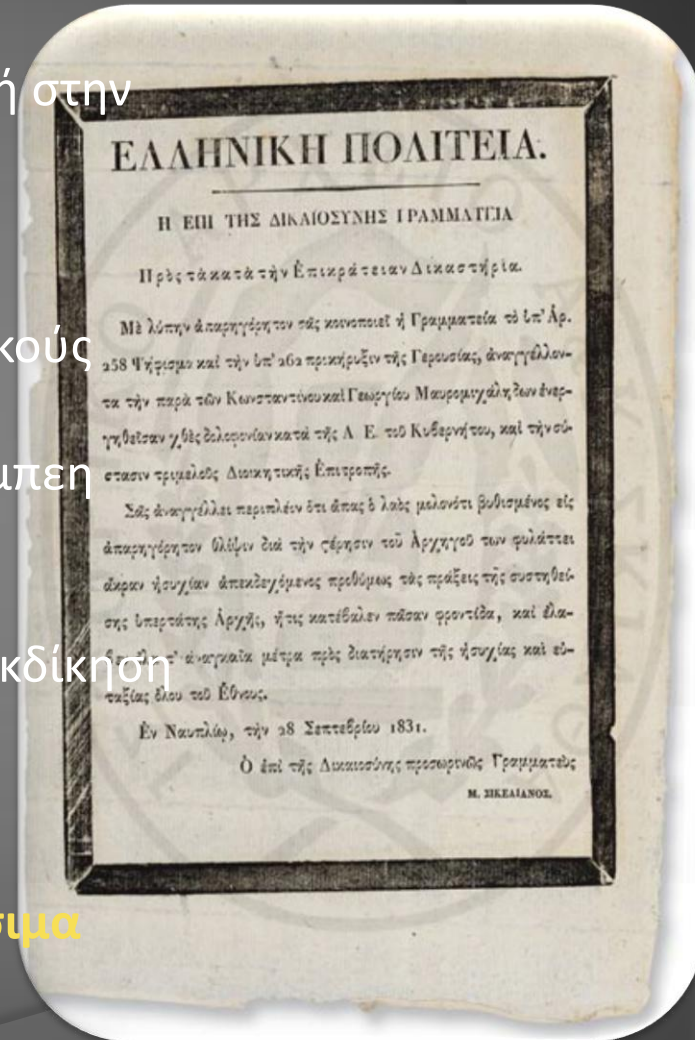 ή στην
κούς
μπεη
κδίκηση
σιμα
ΕΛΛΗΝΙΚΗ ΠΟΛΙΤΕΙΑ.
Η ΕΠΙ ΤΗΣ ΔΙΚΑΙΟΣΥΝΗΣ ΓΡΑΜΜΑΤΕΙΑ
Πρὸς τὰ κατὰ τὴν Ἐπικράτειαν Δικαστήρια.
Μὲ λύπην ἀπαρηγόρητον σᾶς κοινοποιεῖ ἡ Γραμματεία τὸ ὑπ' Ἀρ.
258 Ψήφισμα καὶ τὴν ὑπ' 262 προκήρυξιν τῆς Γερουσίας, ἀναγγέλλον-
τα τὴν παρὰ τῶν Κωνσταντίνου καὶ Γεωργίου Μαυρομιχάληδων ἐνερ-
γηθεῖσαν χθὲς δολοφονίαν κατὰ τῆς Α. Ε. τοῦ Κυβερνήτου, καὶ τὴν σύ-
στασιν τριμελοῦς Διοικητικῆς Ἐπιτροπῆς.
Σᾶς ἀναγγέλλει περιπλέιν ὅτι ἅπας ὁ λαὸς μολονότι βυθισμένος εἰς
ἀπαρηγόρητον θλίψιν διὰ τὴν ϛέρησιν τοῦ Ἀρχηγοῦ των φυλάττει
ἄκραν ἡσυχίαν ἀπεκδεχόμενος προθύμως τὰς πράξεις τῆς συστηθεί-
σης ὑπερτάτης Ἀρχῆς, ἥτις κατέβαλεν πᾶσαν φροντίδα, καὶ ἔλα-
τ' ἀναγκαῖα μέτρα πρὸς διατήρησιν τῆς ἡσυχίας καὶ εὐ-
ταξίας ὅλου τοῦ Ἔθνους.
Ἐν Ναυπλίῳ, τὴν 28 Σεπτεβρίου 1831.
Ὁ ἐπὶ τῆς Δικαιοσύνης προσωρινῶς Γραμματεὺς
Μ. ΣΙΚΕΛΙΑΝΟΣ.